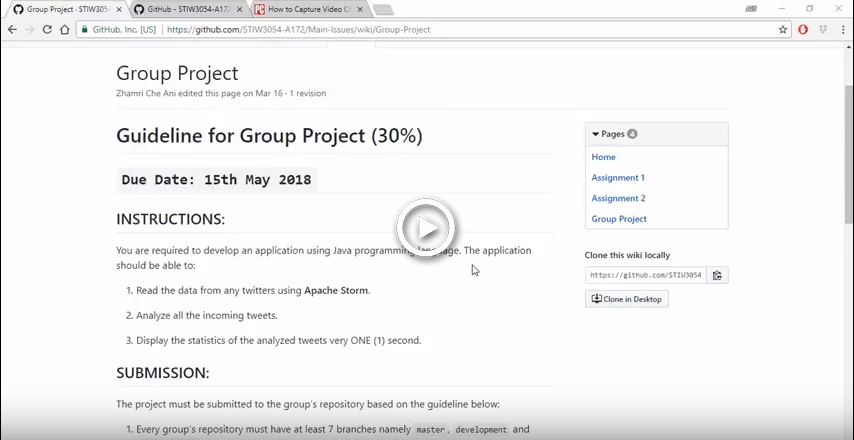 Group Project · STIW305
GitHub - STIW3054-A17
How to Capture Video C
GitHub, Inc. [US] | https://github.com/STIW3054-A172/Main-Issues/wiki/Group-Project
Group Project
Zhamri Che Ani edited this page on Mar 16 · 1 revision
Guideline for Group Project (30%)
Due Date: 15th May 2018
INSTRUCTIONS:
You are required to develop an application using Java programming language. The application
should be able to:
1. Read the data from any twitters using Apache Storm.
2. Analyze all the incoming tweets.
3. Display the statistics of the analyzed tweets very ONE (1) second.
SUBMISSION:
The project must be submitted to the group's repository based on the guideline below:
1. Every group's repository must have at least 7 branches namely master, development and
Pages 4
Home
Assignment 1
Assignment 2
Group Project
Clone this wiki locally
https://github.com/STIW3054
Clone in Desktop